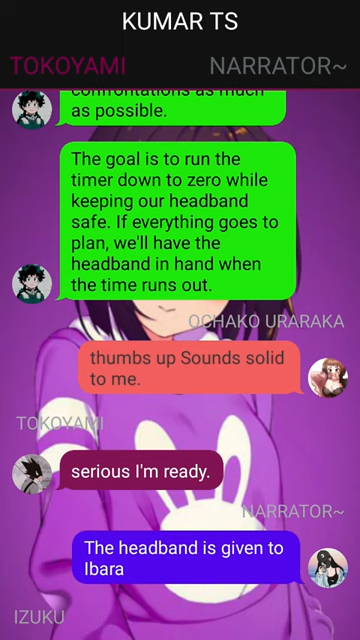 KUMAR TS
TOKOYAMI
NARRATOR~
confrontations as much
as possible.
The goal is to run the
timer down to zero while
keeping our headband
safe. If everything goes to
plan, we'll have the
headband in hand when
the time runs out.
OCHAKO URARAKA
thumbs up Sounds solid
to me.
TOKOYAMI
serious I'm ready.
NARRATOR~
The headband is given to
Ibara
IZUKU